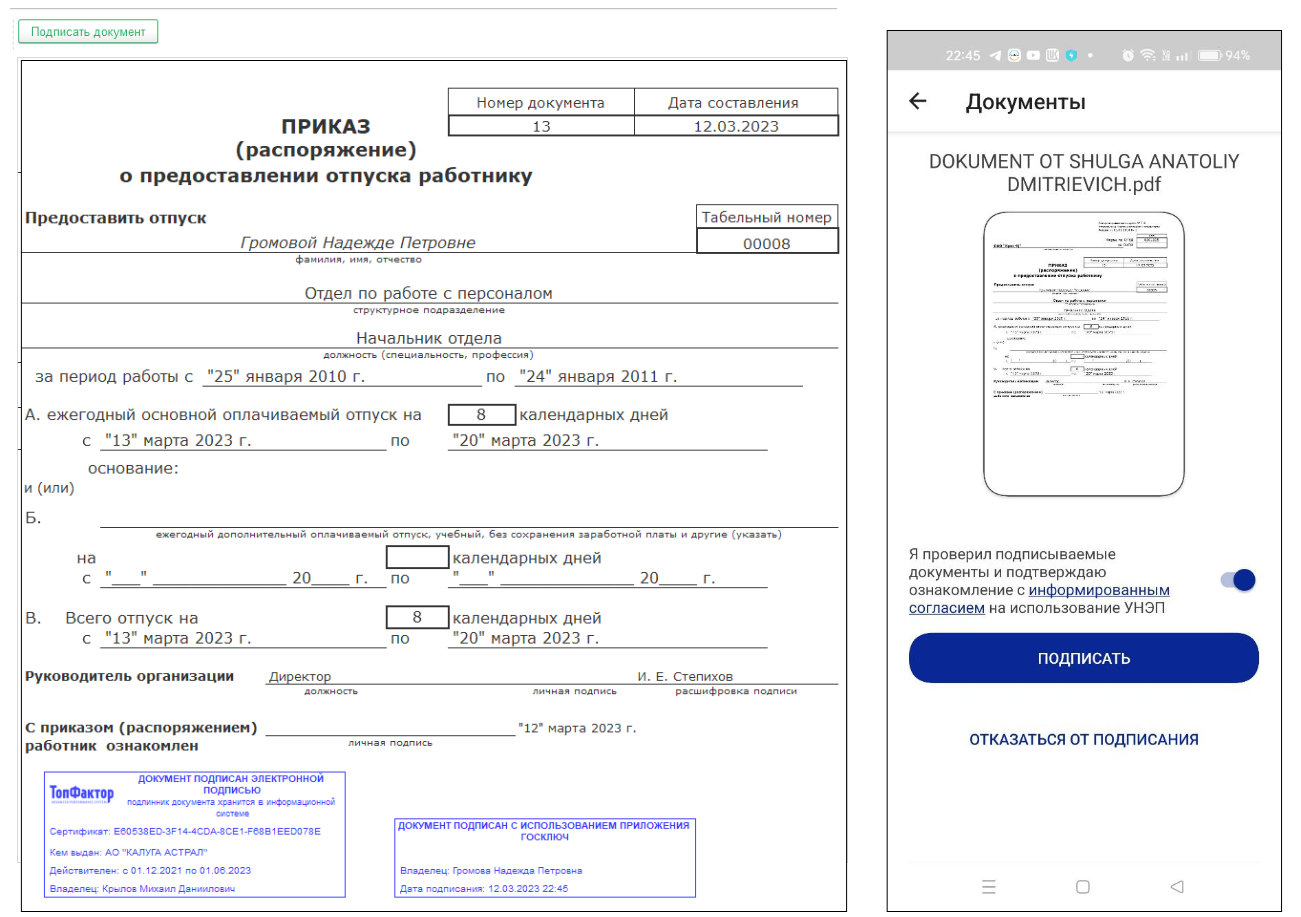 Подписать документ
Номер документа
Дата составления
13
12.03.2023
ПРИКАЗ
(распоряжение)
о предоставлении отпуска работнику
Предоставить отпуск
Табельный номер
Громовой Надежде Петровне
00008
фамилия, имя, отчество
Отдел по работе с персоналом
структурное подразделение
Начальник отдела
должность (специальность, профессия)
за период работы с "25" января 2010 г. по "24" января 2011 г.
А. ежегодный основной оплачиваемый отпуск на 8 календарных дней
с "13" марта 2023 г. по "20" марта 2023 г.
основание:
и (или)
Б.
ежегодный дополнительный оплачиваемый отпуск, учебный, без сохранения заработной платы и другие (указать)
на календарных дней
с "___" ______________ 20____ г. по "___" ______________ 20____ г.
В. Всего отпуск на 8 календарных дней
с "13" марта 2023 г. по "20" марта 2023 г.
Руководитель организации Директор И. Е. Степихов
должность личная подпись расшифровка подписи
С приказом (распоряжением)
работник ознакомлен
"12" марта 2023 г.
личная подпись
ТопФактор
ДОКУМЕНТ ПОДПИСАН ЭЛЕКТРОННОЙ
ПОДПИСЬЮ
подлинник документа хранится в информационной
системе
Сертификат: E60538ED-3F14-4CDA-8CE1-F68B1EED078E
Кем выдан: АО "КАЛУГА АСТРАЛ"
Действителен: с 01.12.2021 по 01.06.2023
Владелец: Крылов Михаил Даниилович
ДОКУМЕНТ ПОДПИСАН С ИСПОЛЬЗОВАНИЕМ ПРИЛОЖЕНИЯ
ГОСКЛЮЧ
Владелец: Громова Надежда Петровна
Дата подписания: 12.03.2023 22:45
22:45
94%
Документы
DOKUMENT OT SHULGA ANATOLIY
DMITRIEVICH.pdf
ПРИКАЗ
(распоряжение)
о предоставлении отпуска работнику
Я проверил подписываемые
документы и подтверждаю
ознакомление с информированным
согласием на использование УНЭП
ПОДПИСАТЬ
ОТКАЗАТЬСЯ ОТ ПОДПИСАНИЯ